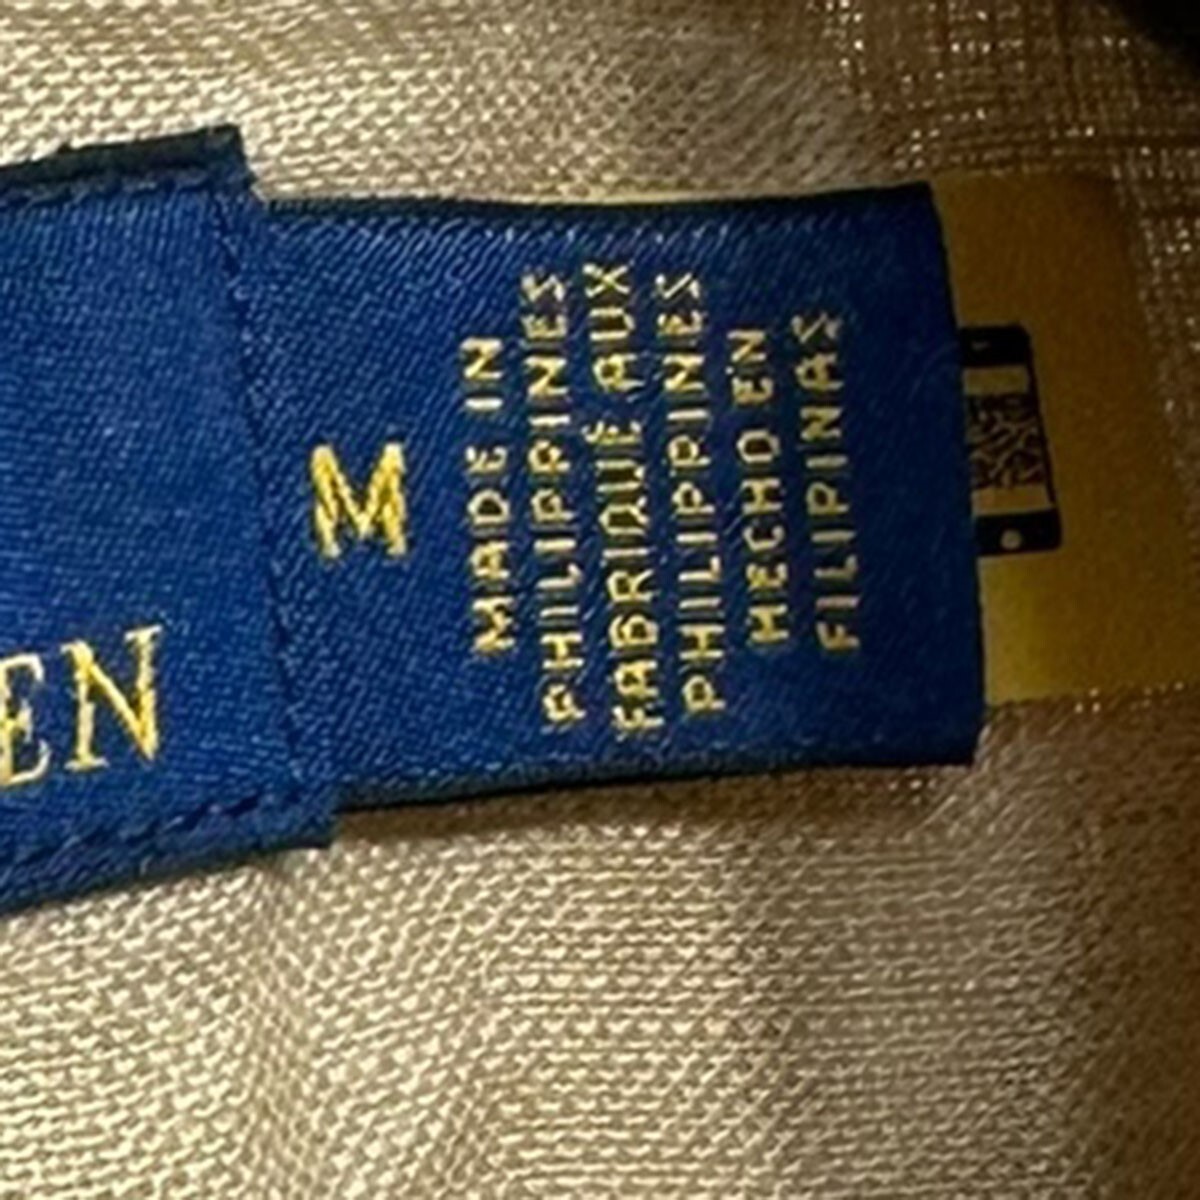 EN
M
MADE IN
PHILIPPINES
FABRIQUÉ AUX
PHILIPPINES
HECHO EN
FILIPINAS